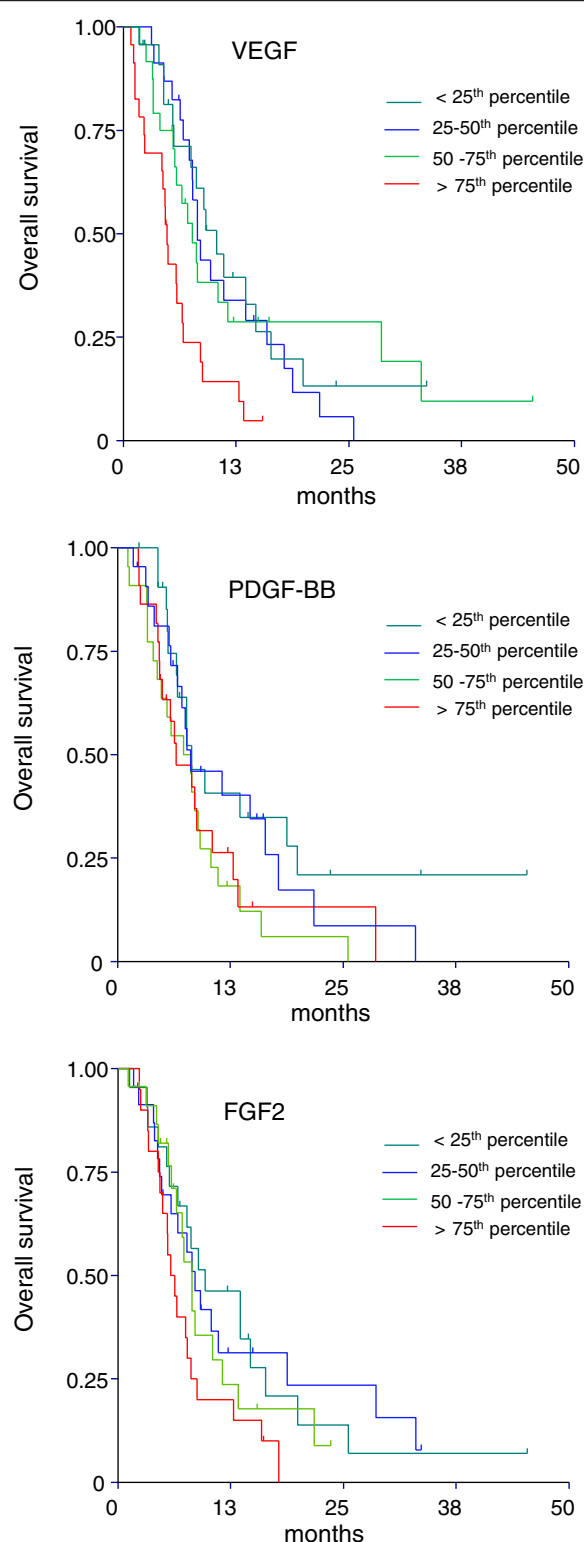 VEGF
< 25th percentile
25-50th percentile
50 -75th percentile
> 75th percentile
Overall survival
1.00
0.75
0.50
0.25
0
0 13 25 38 50
months
PDGF-BB
< 25th percentile
25-50th percentile
50 -75th percentile
> 75th percentile
Overall survival
1.00
0.75
0.50
0.25
0
0 13 25 38 50
months
FGF2
< 25th percentile
25-50th percentile
50 -75th percentile
> 75th percentile
Overall survival
1.00
0.75
0.50
0.25
0
0 13 25 38 50
months